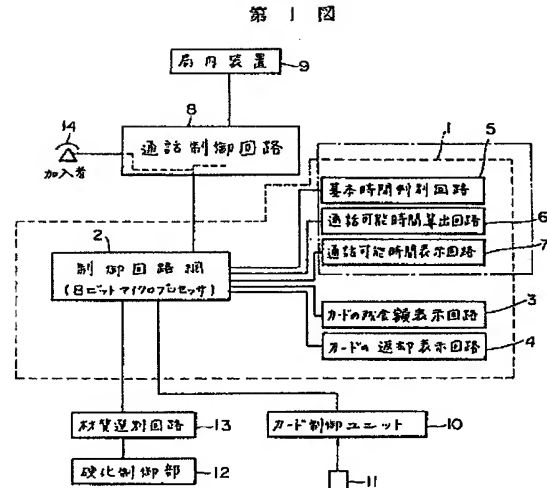 第 1 図
局内装置
9
8
14
通話制御回路
加入者
1
5
基本時間判別回路
通話可能時間算出回路
6
2
通話可能時間表示回路
7
制御回路網
(8ビットマイクロプロセッサ)
カードの残金額表示回路
3
カードの返却表示回路
4
材質選別回路
13
カード制御ユニット
10
硬化制御部
12
11